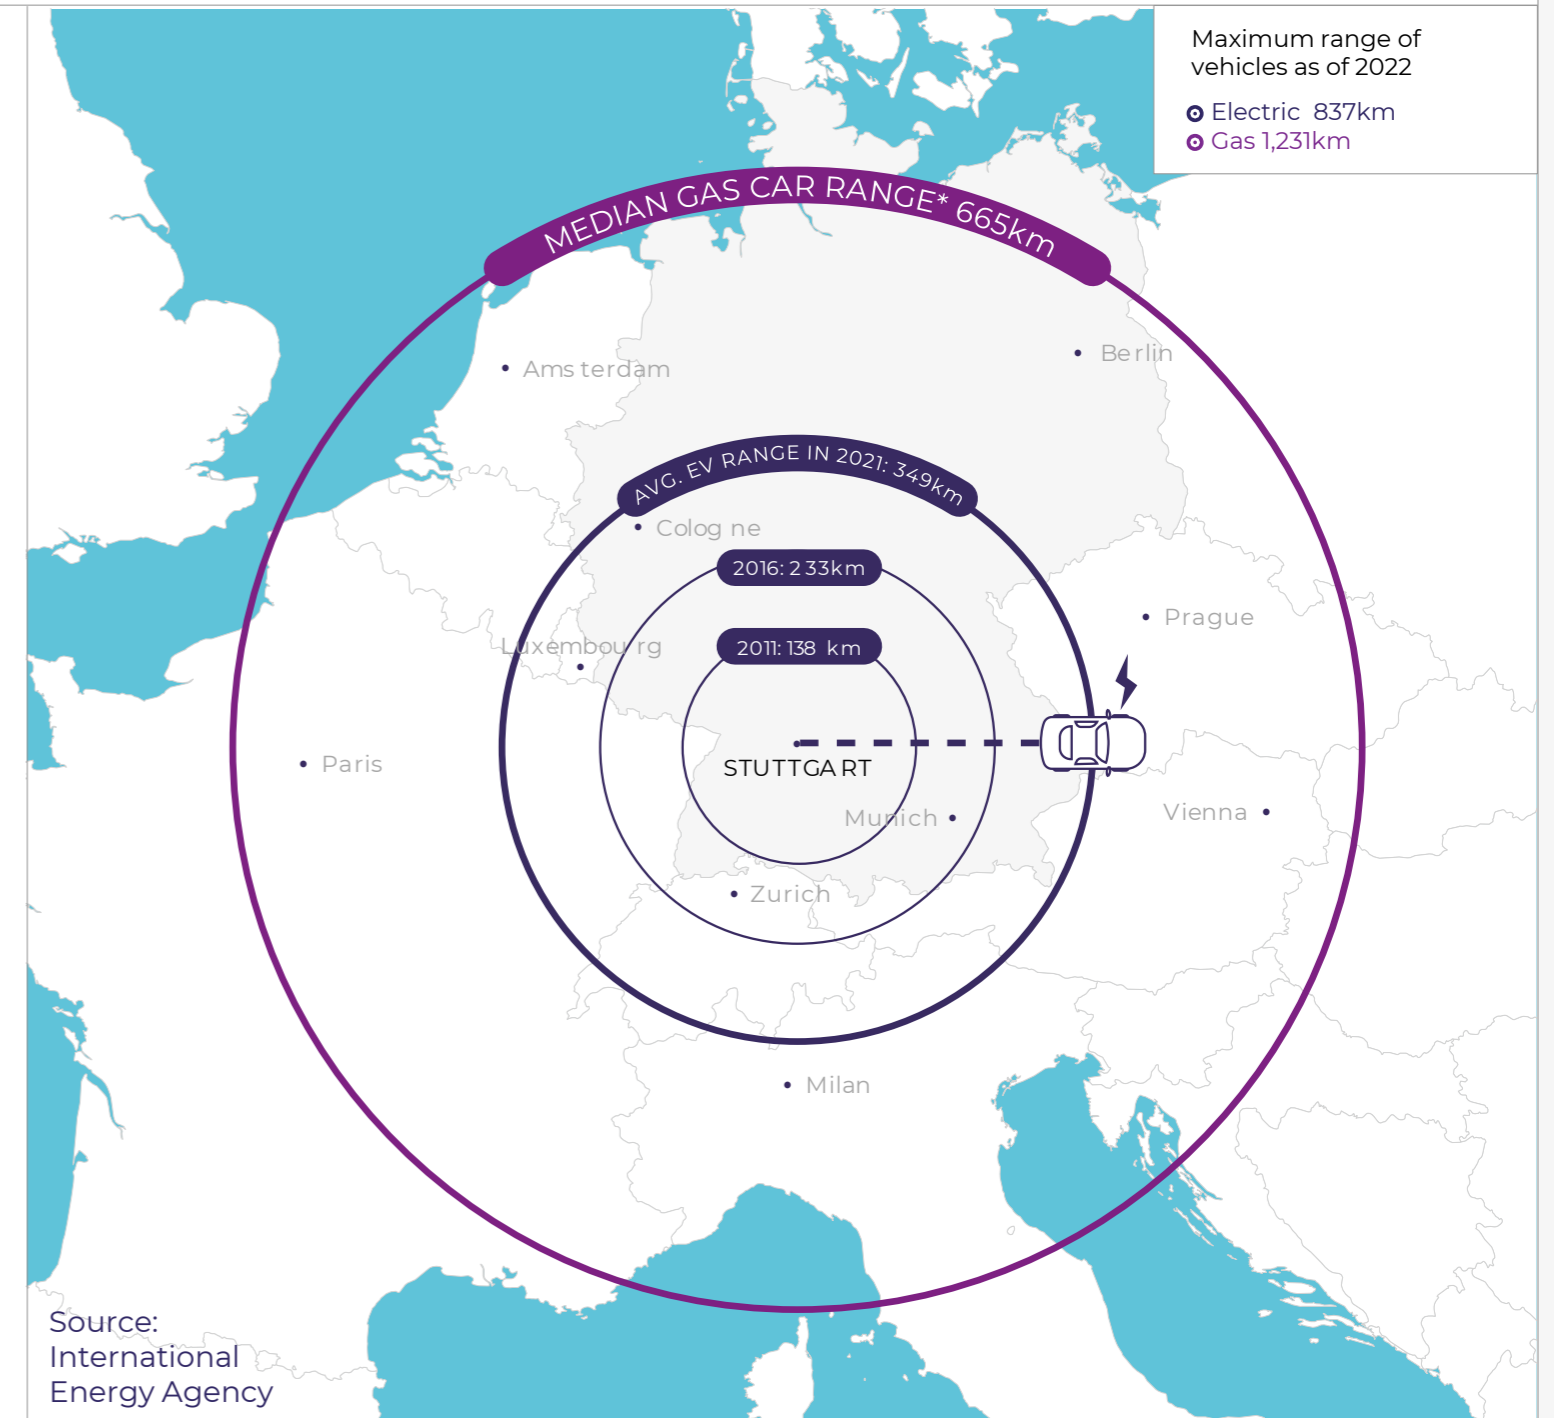 Maximum range of
vehicles as of 2022
Electric 837km
Gas 1,231km
MEDIAN GAS CAR RANGE* 665km
Berlin
Amsterdam
AVG. EV RANGE IN 2021: 349km
Cologne
2016: 233km
Prague
Luxembourg
2011: 138 km
Paris
STUTTGART
Vienna
Munich
Zurich
Milan
Source:
International
Energy Agency